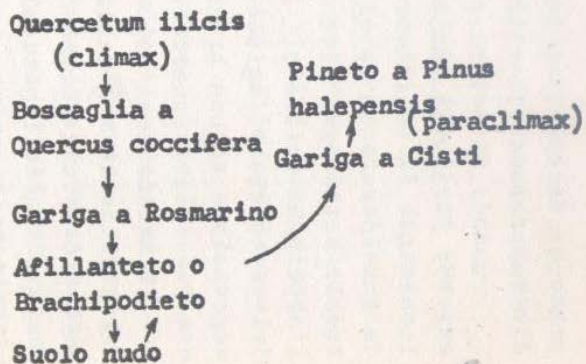 Quercetum ilicis
(climax)
Boscaglia a
Quercus coccifera
Gariga a Rosmarino
Afillanteto o
Brachipodieto
Suolo nudo
Pineto a Pinus
halepensis
(paraclimax)
Gariga a Cisti